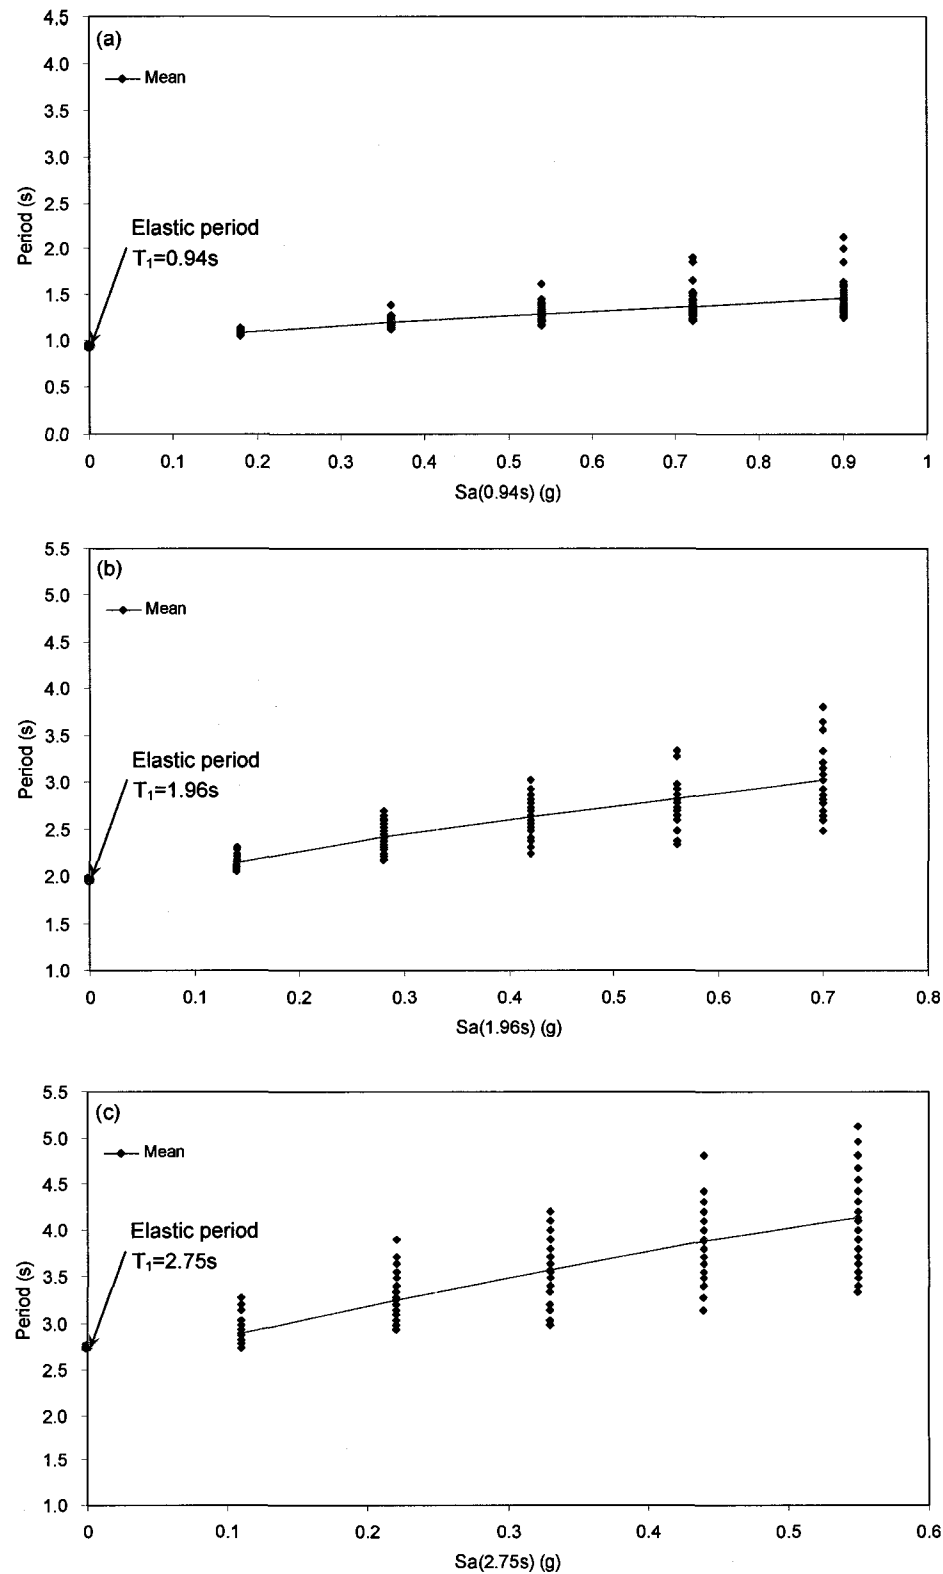 (a)
Mean
4.5
4.0
3.5
3.0
2.5
2.0
1.5
1.0
0.5
0.0
Period (s)
Elastic period
T₁=0.94s
0 0.1 0.2 0.3 0.4 0.5 0.6 0.7 0.8 0.9 1
Sa(0.94s) (g)
(b)
Mean
5.5
5.0
4.5
4.0
3.5
3.0
2.5
2.0
1.5
1.0
Period (s)
Elastic period
T₁=1.96s
0 0.1 0.2 0.3 0.4 0.5 0.6 0.7 0.8
Sa(1.96s) (g)
(c)
Mean
5.5
5.0
4.5
4.0
3.5
3.0
2.5
2.0
1.5
1.0
Period (s)
Elastic period
T₁=2.75s
0 0.1 0.2 0.3 0.4 0.5 0.6
Sa(2.75s) (g)